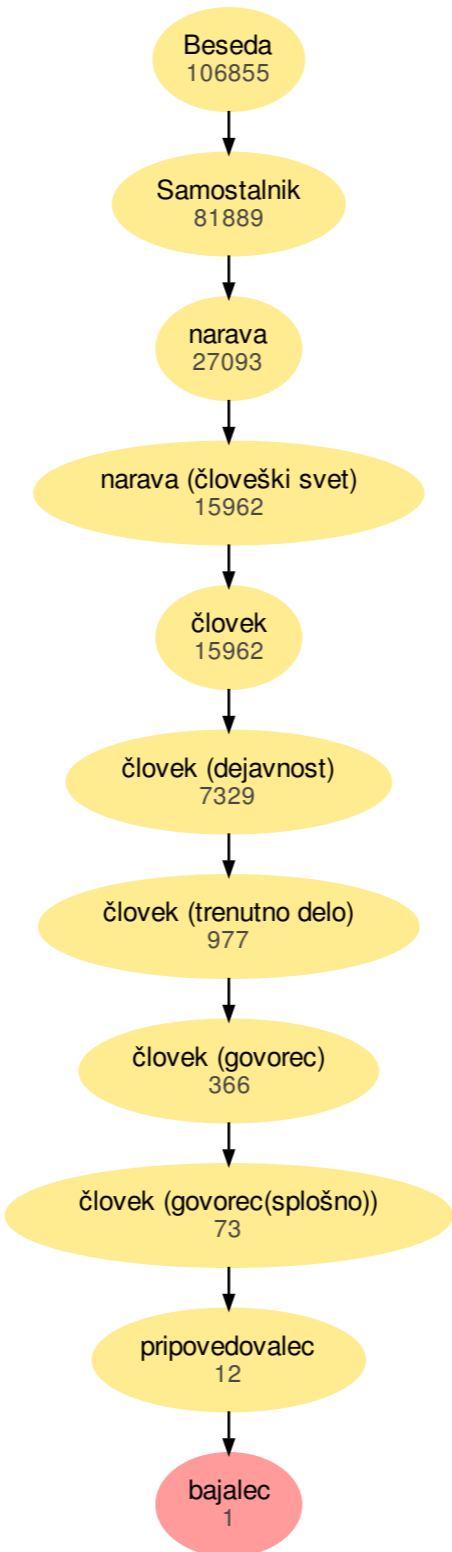 Beseda
106855
Samostalnik
81889
narava
27093
narava (človeški svet)
15962
človek
15962
človek (dejavnost)
7329
človek (trenutno delo)
977
človek (govorec)
366
človek (govorec(splošno))
73
pripovedovalec
12
bajalec
1